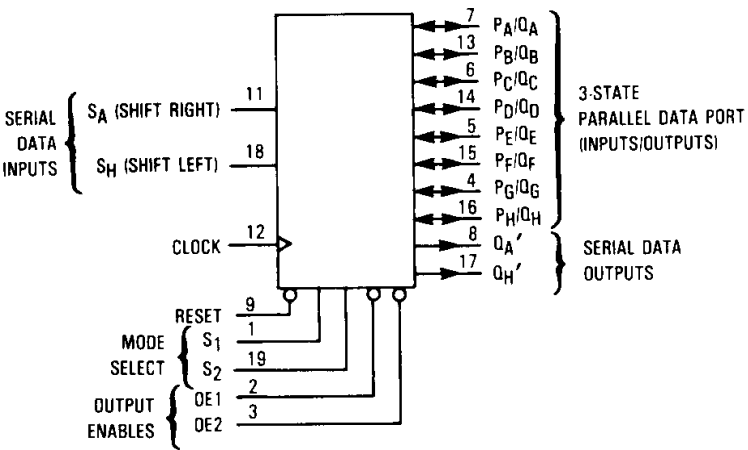 7 PA/QA
13 PB/QB
6 PC/QC
14 PD/QD
5 PE/QE
15 PF/QF
4 PG/QG
16 PH/QH
8 QA′
17 QH′
3-STATE
PARALLEL DATA PORT
(INPUTS/OUTPUTS)
SERIAL DATA
OUTPUTS
SERIAL
DATA
INPUTS
SA (SHIFT RIGHT) 11
SH (SHIFT LEFT) 18
CLOCK 12
RESET 9
MODE
SELECT
S1 1
S2 19
OUTPUT
ENABLES
OE1 2
OE2 3